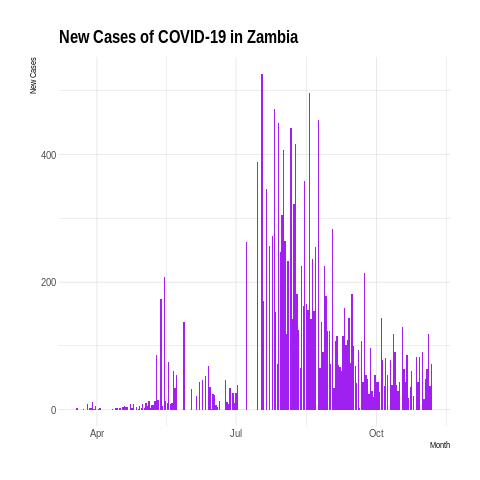 New Cases of COVID-19 in Zambia
New Cases
400
200
0
Apr
Jul
Oct
Month